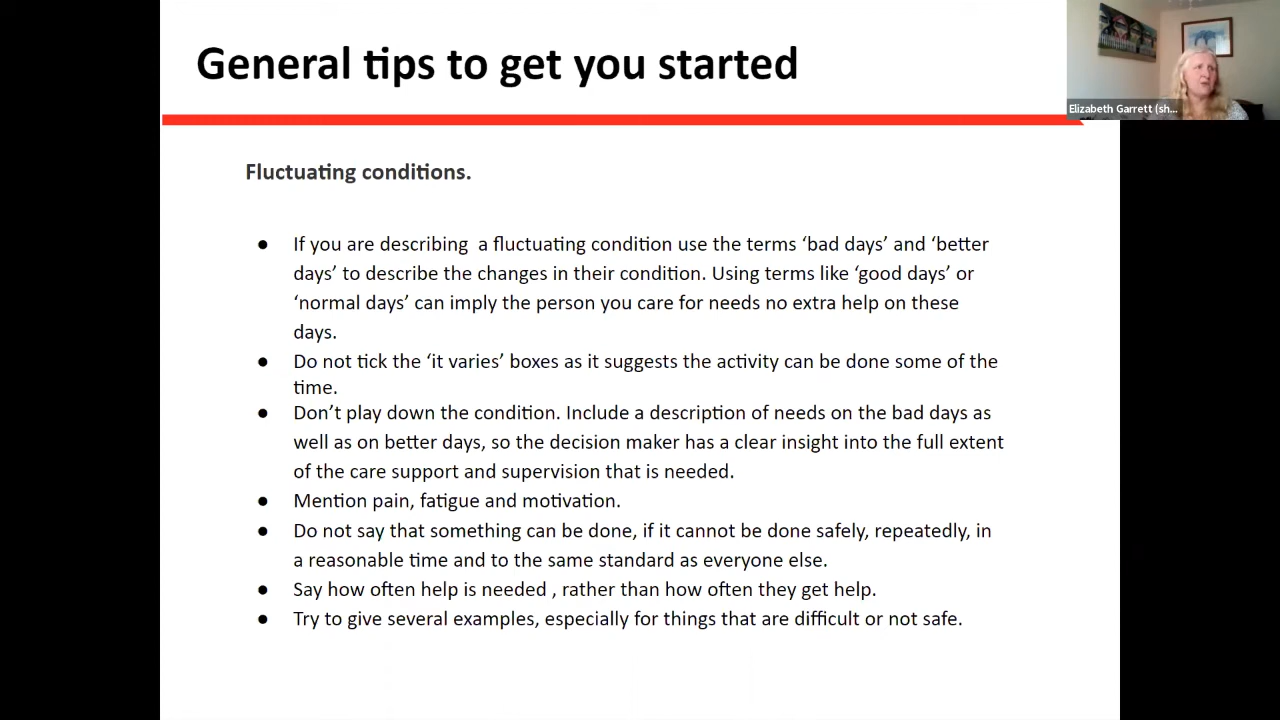 General tips to get you started
Elizabeth Garrett (sh...
Fluctuating conditions.
● If you are describing  a fluctuating condition use the terms ‘bad days’ and ‘better
days’ to describe the changes in their condition. Using terms like ‘good days’ or
‘normal days’ can imply the person you care for needs no extra help on these
days.
● Do not tick the ‘it varies’ boxes as it suggests the activity can be done some of the
time.
● Don’t play down the condition. Include a description of needs on the bad days as
well as on better days, so the decision maker has a clear insight into the full extent
of the care support and supervision that is needed.
● Mention pain, fatigue and motivation.
● Do not say that something can be done, if it cannot be done safely, repeatedly, in
a reasonable time and to the same standard as everyone else.
● Say how often help is needed , rather than how often they get help.
● Try to give several examples, especially for things that are difficult or not safe.